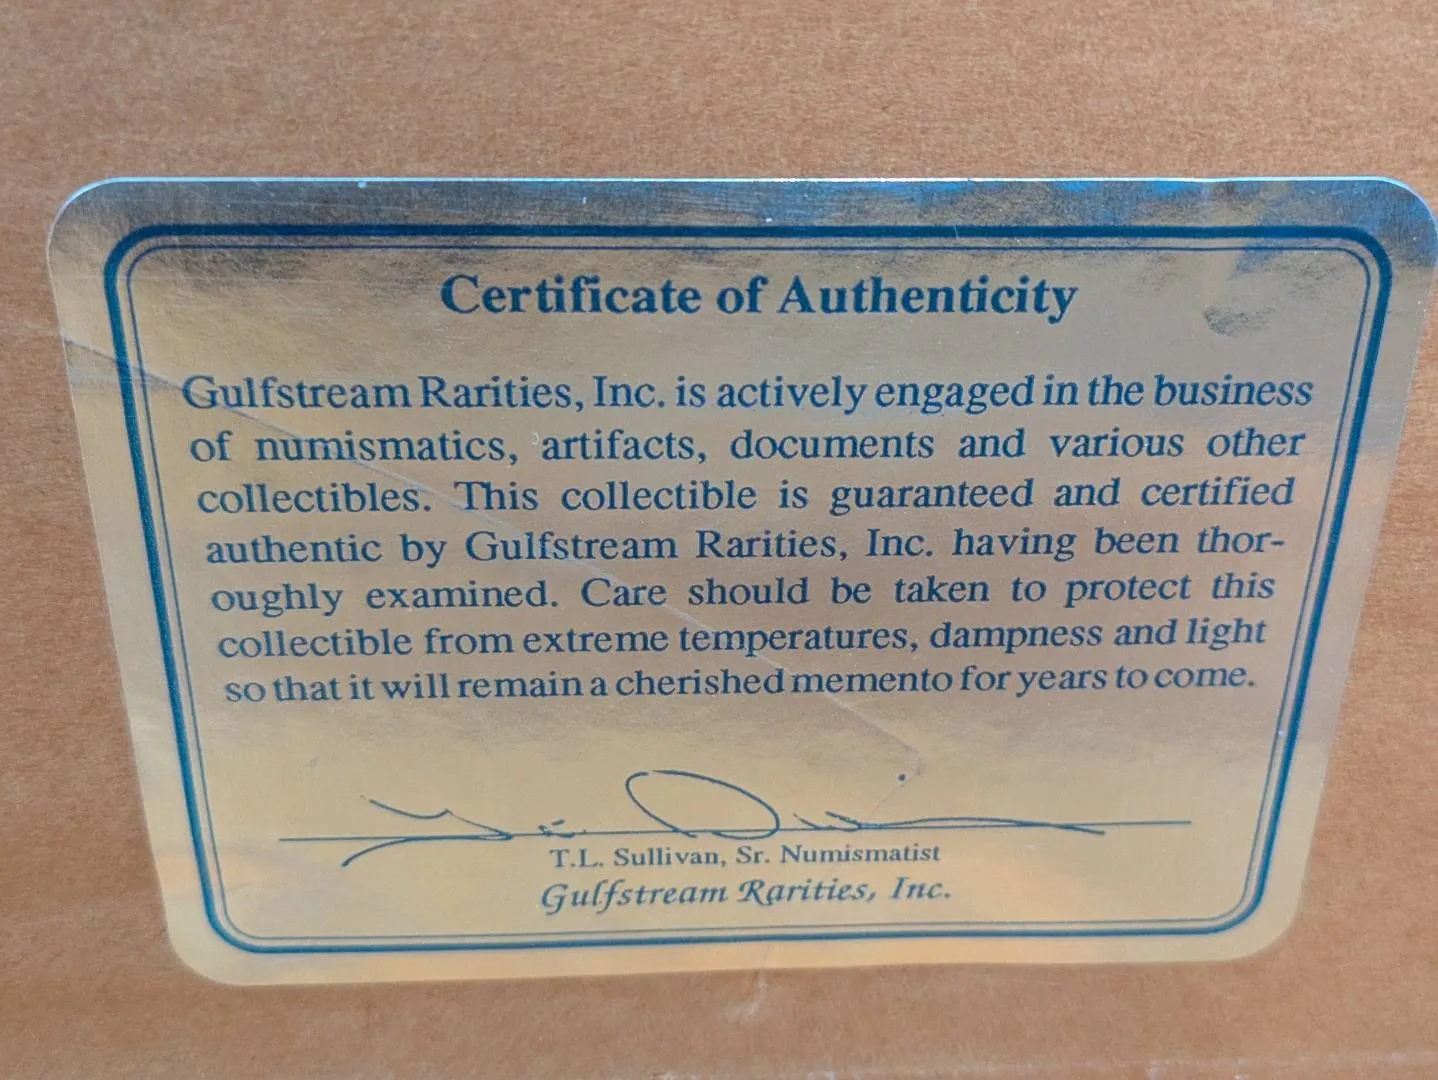 Certificate of Authenticity
Gulfstream Rarities, Inc. is actively engaged in the business
of numismatics, artifacts, documents and various other
collectibles. This collectible is guaranteed and certified
authentic by Gulfstream Rarities, Inc. having been thor-
oughly examined. Care should be taken to protect this
collectible from extreme temperatures, dampness and light
so that it will remain a cherished memento for years to come.
T.L. Sullivan, Sr. Numismatist
Gulfstream Rarities, Inc.